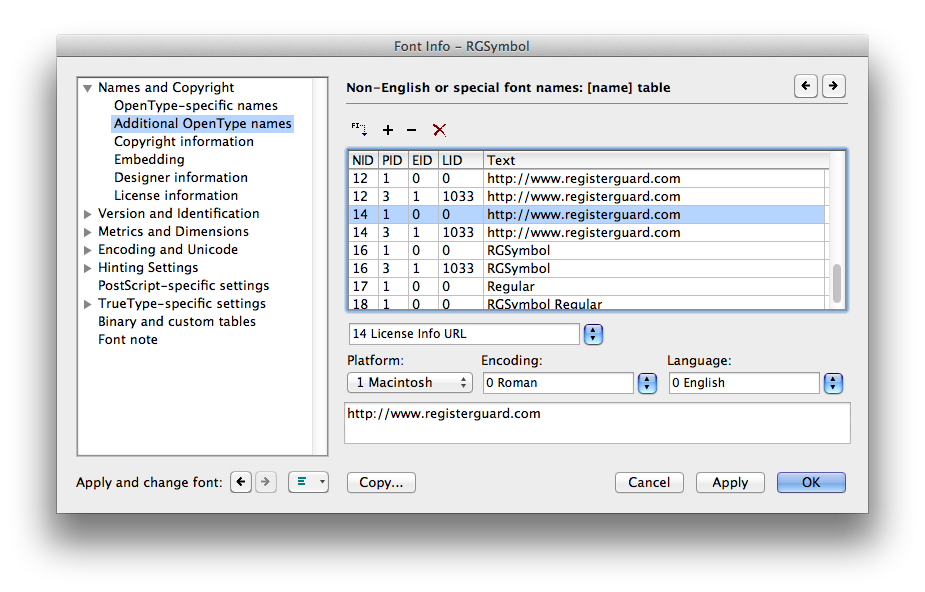 Font Info – RGSymbol
Names and Copyright
OpenType-specific names
Additional OpenType names
Copyright information
Embedding
Designer information
License information
Version and Identification
Metrics and Dimensions
Encoding and Unicode
Hinting Settings
PostScript-specific settings
TrueType-specific settings
Binary and custom tables
Font note
Non-English or special font names: [name] table
NID PID EID LID Text
12 1 0 0 http://www.registerguard.com
12 3 1 1033 http://www.registerguard.com
14 1 0 0 http://www.registerguard.com
14 3 1 1033 http://www.registerguard.com
16 1 0 0 RGSymbol
16 3 1 1033 RGSymbol
17 1 0 0 Regular
18 1 0 0 RGSymbol Regular
14 License Info URL
Platform: Encoding: Language:
1 Macintosh 0 Roman 0 English
http://www.registerguard.com
Apply and change font: Copy... Cancel Apply OK